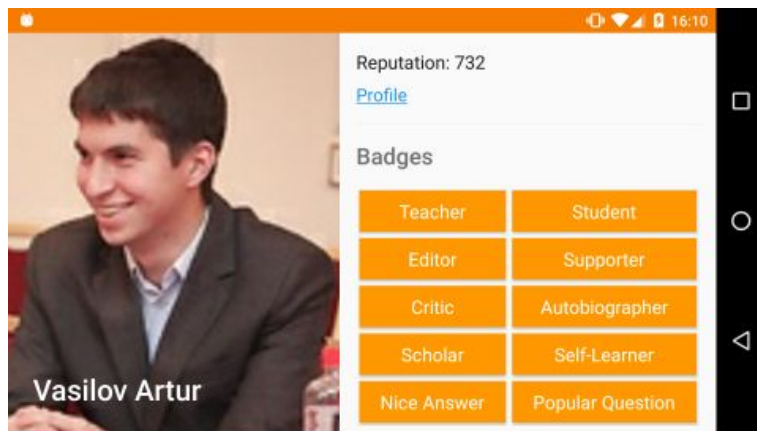 16:10
Reputation: 732
Profile
Badges
Teacher Student
Editor Supporter
Critic Autobiographer
Scholar Self-Learner
Vasilov Artur
Nice Answer Popular Question